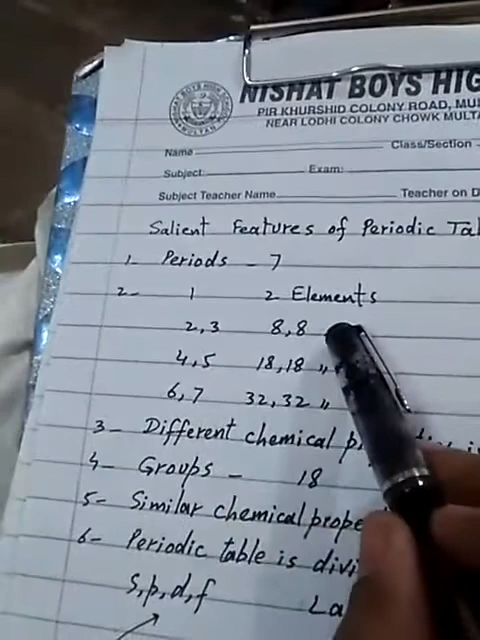 NISHAT BOYS HIG
PIR KHURSHID COLONY ROAD, MUL
NEAR LODHI COLONY CHOWK MULTA
Name
Class/Section
Subject:
Exam:
Subject Teacher Name
Teacher on D
Salient Features of Periodic Tal
1- Periods - 7
2- 1 2 Elements
2,3 8,8
4,5 18,18 "
6,7 32,32 "
3- Different chemical
4- Groups - 18
5- Similar chemical prope
6- Periodic table is divi
s,p,d,f La